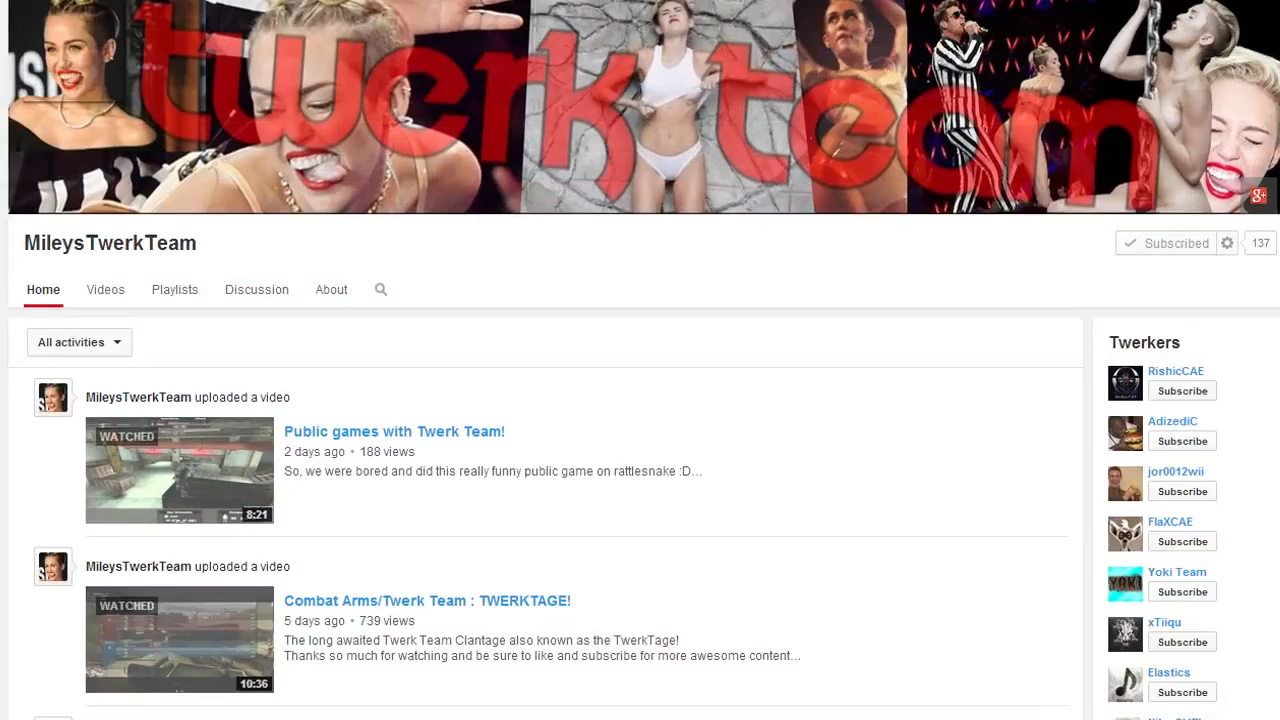 twerk team
MileysTwerkTeam
Subscribed
137
Home
Videos
Playlists
Discussion
About
All activities
MileysTwerkTeam uploaded a video
WATCHED
8:21
Public games with Twerk Team!
2 days ago • 188 views
So, we were bored and did this really funny public game on rattlesnake :D...
MileysTwerkTeam uploaded a video
WATCHED
10:36
Combat Arms/Twerk Team : TWERKTAGE!
5 days ago • 739 views
The long awaited Twerk Team Clantage also known as the TwerkTage!
Thanks so much for watching and be sure to like and subscribe for more awesome content...
Twerkers
RishicCAE
Subscribe
AdizediC
Subscribe
jor0012wii
Subscribe
FlaXCAE
Subscribe
Yoki Team
Subscribe
xTiiqu
Subscribe
Elastics
Subscribe